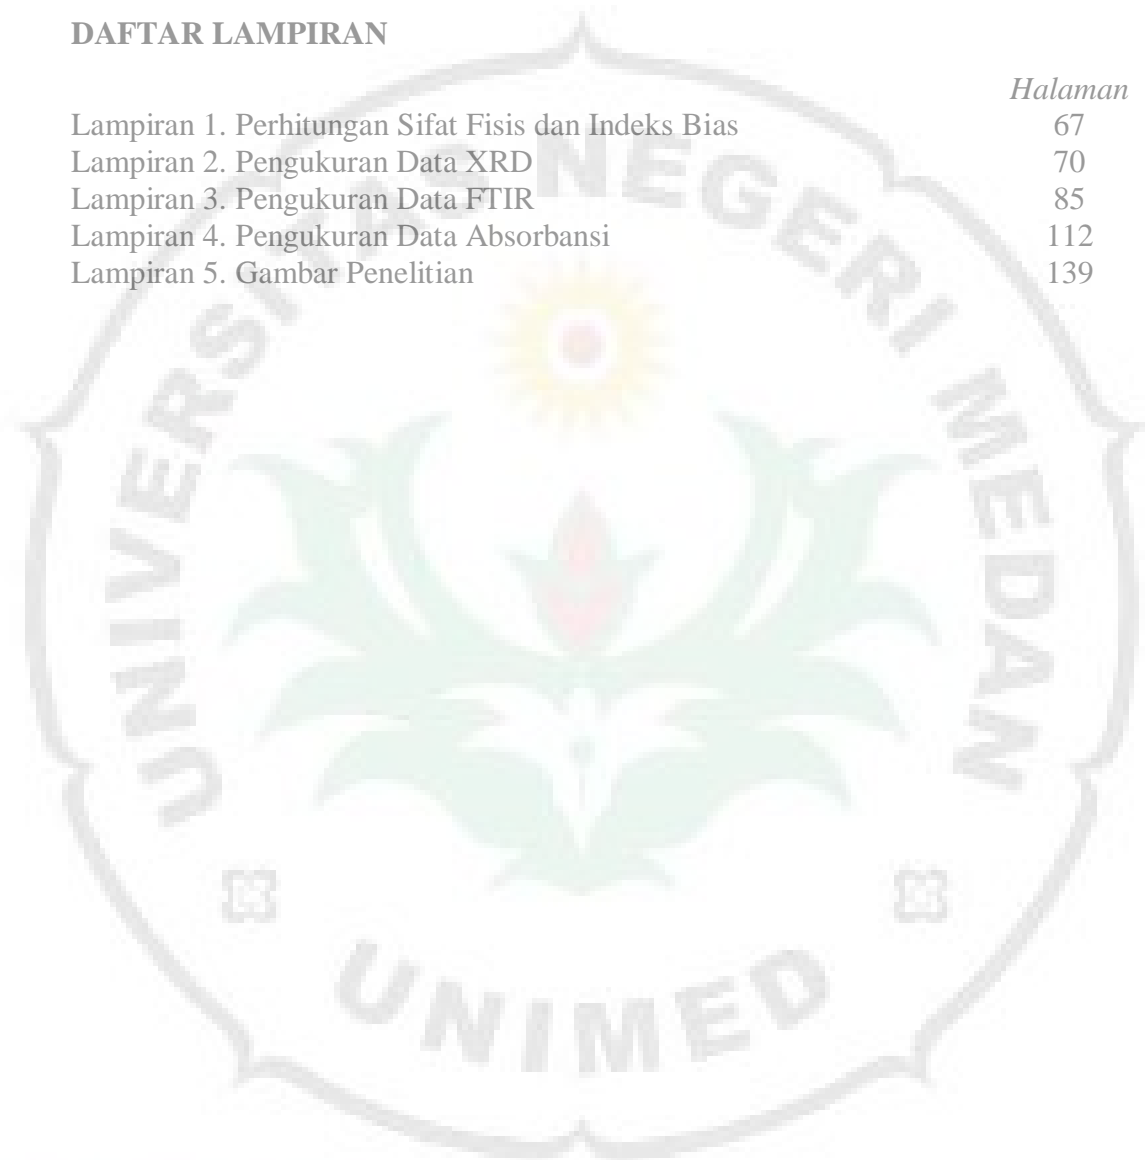 DAFTAR LAMPIRAN
Halaman
Lampiran 1. Perhitungan Sifat Fisis dan Indeks Bias 67
Lampiran 2. Pengukuran Data XRD 70
Lampiran 3. Pengukuran Data FTIR 85
Lampiran 4. Pengukuran Data Absorbansi 112
Lampiran 5. Gambar Penelitian 139
UNIVERSITAS NEGERI MEDAN
UNIMED